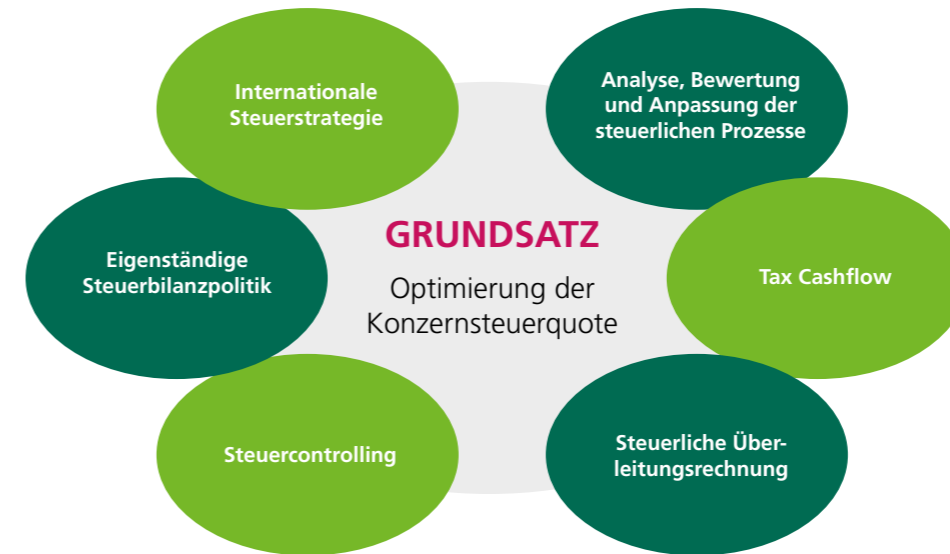 Internationale
Steuerstrategie
Analyse, Bewertung
und Anpassung der
steuerlichen Prozesse
Eigenständige
Steuerbilanzpolitik
GRUNDSATZ
Optimierung der
Konzernsteuerquote
Tax Cashflow
Steuercontrolling
Steuerliche Über-
leitungsrechnung